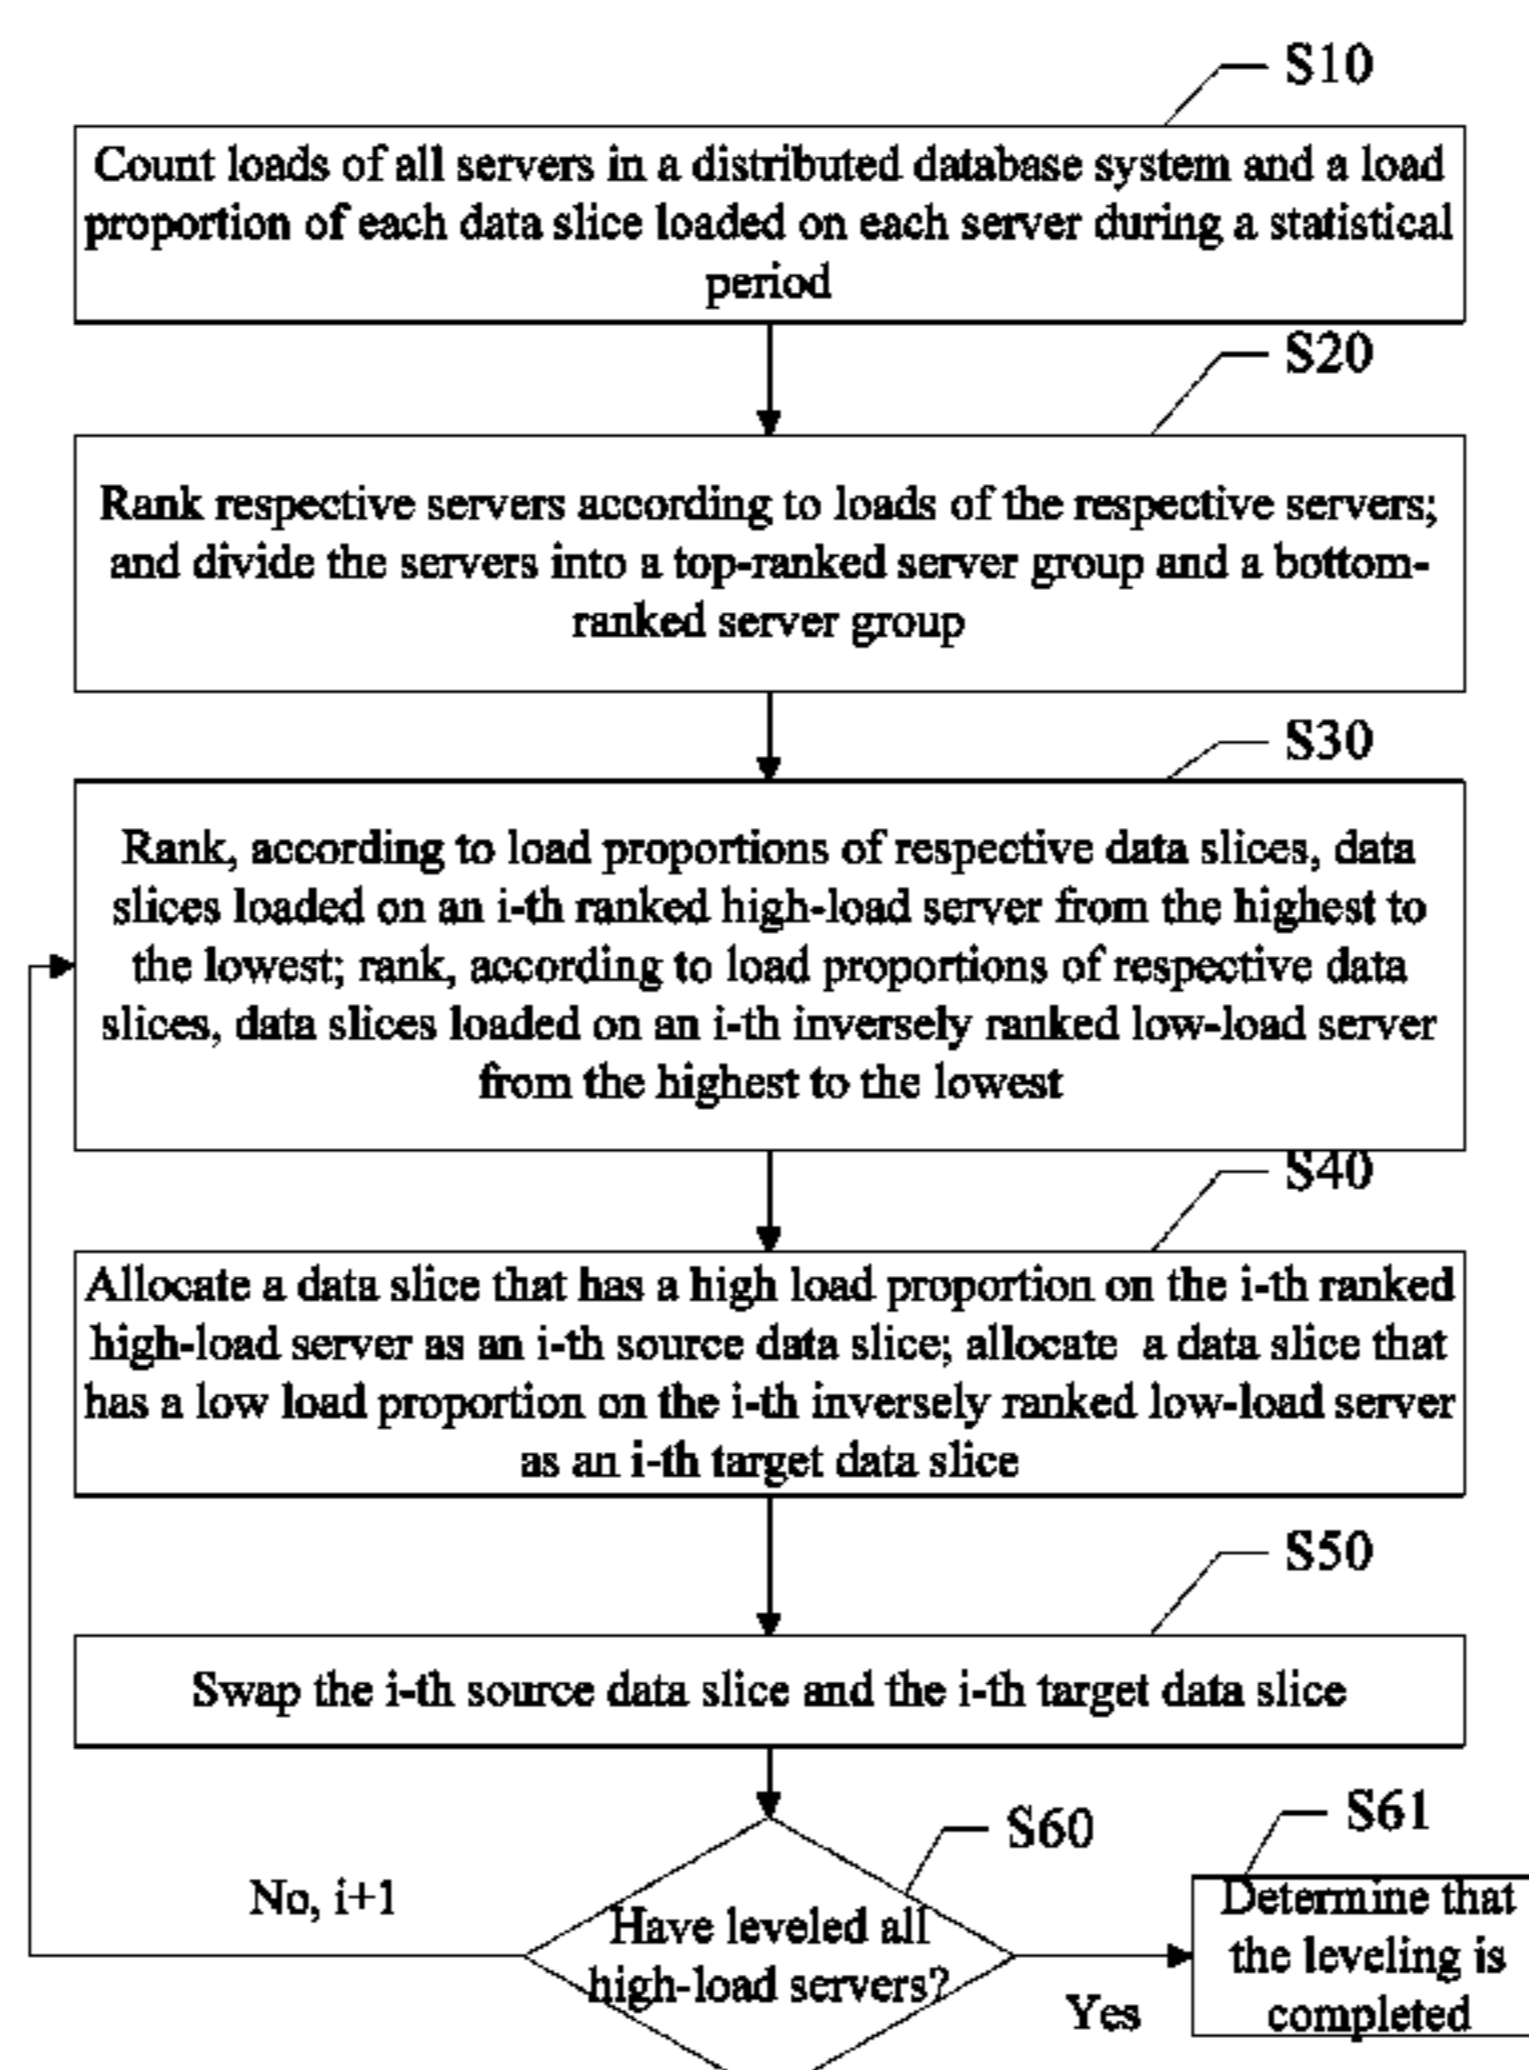 S10
Count loads of all servers in a distributed database system and a load
proportion of each data slice loaded on each server during a statistical
period
S20
Rank respective servers according to loads of the respective servers;
and divide the servers into a top-ranked server group and a bottom-
ranked server group
S30
Rank, according to load proportions of respective data slices, data
slices loaded on an i-th ranked high-load server from the highest to
the lowest; rank, according to load proportions of respective data
slices, data slices loaded on an i-th inversely ranked low-load server
from the highest to the lowest
S40
Allocate a data slice that has a high load proportion on the i-th ranked
high-load server as an i-th source data slice; allocate a data slice that
has a low load proportion on the i-th inversely ranked low-load server
as an i-th target data slice
S50
Swap the i-th source data slice and the i-th target data slice
S60
S61
No, i+1
Have leveled all
high-load servers?
Yes
Determine that
the leveling is
completed